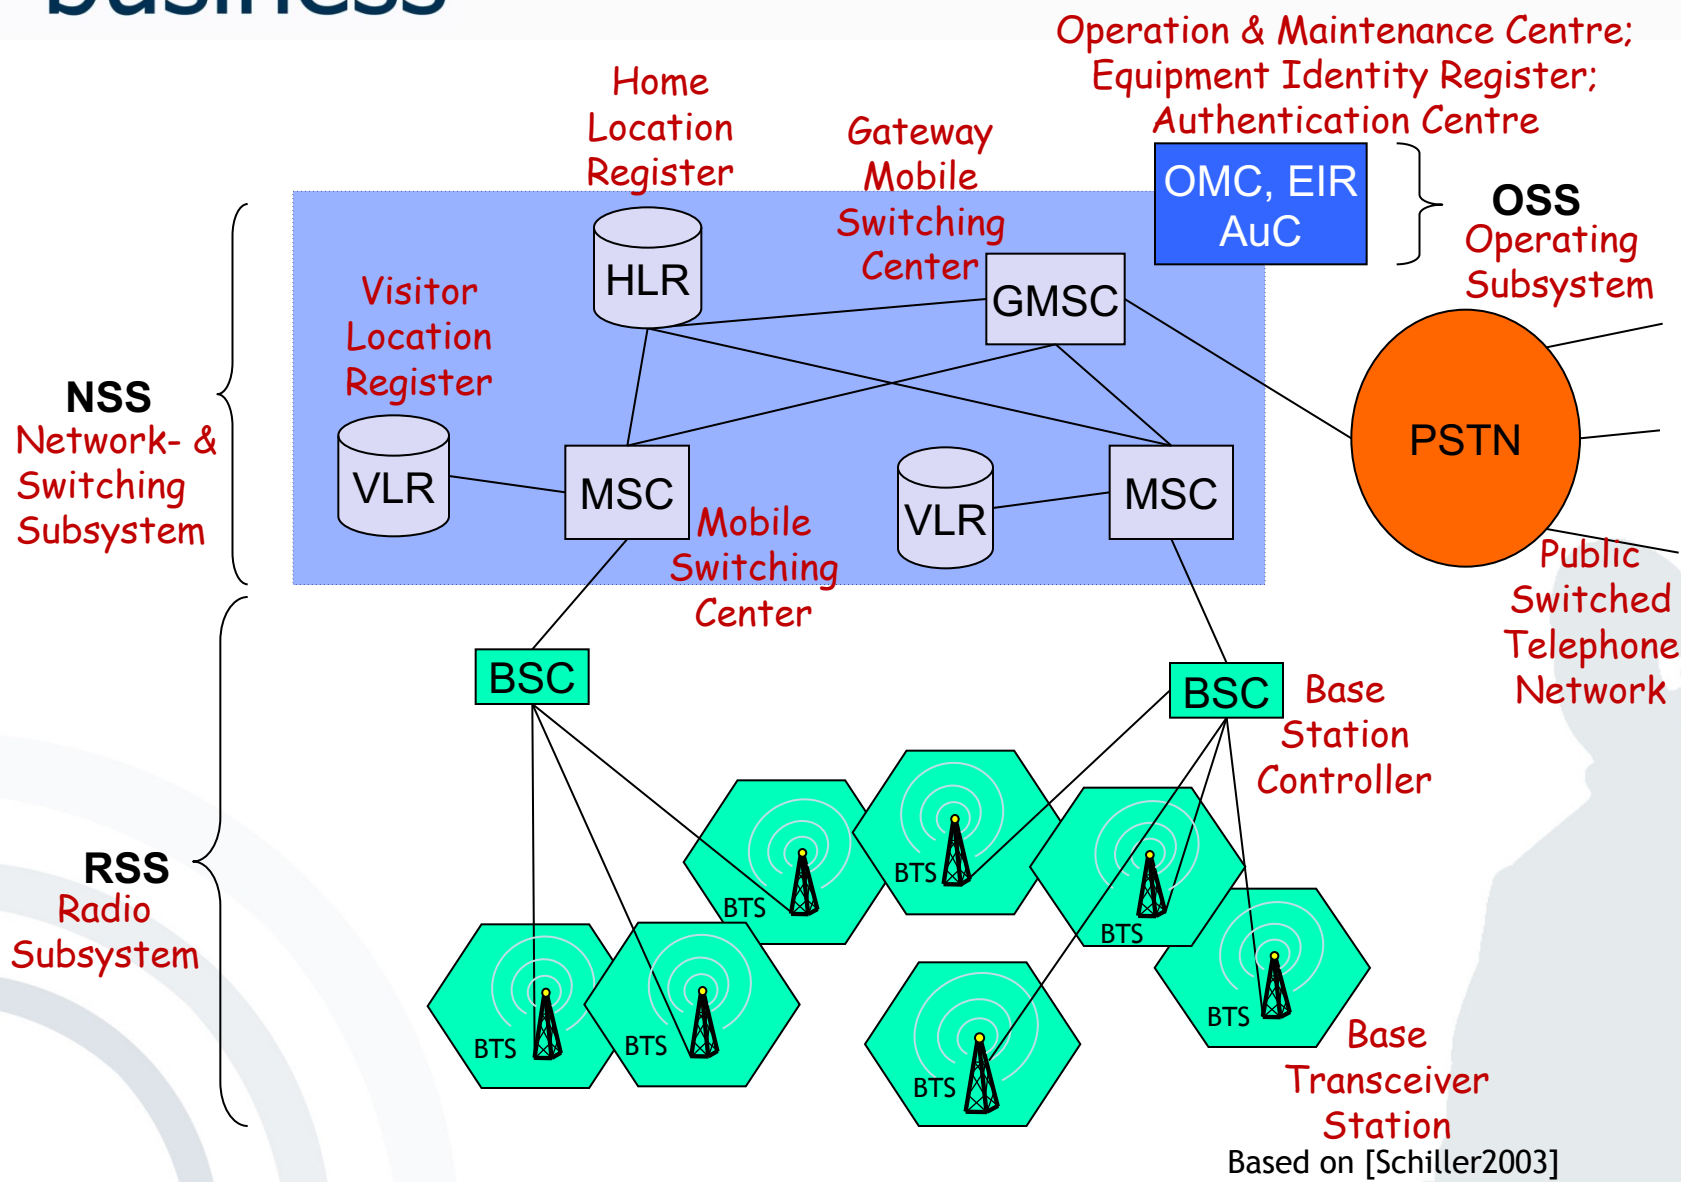 business
Operation & Maintenance Centre;
Equipment Identity Register;
Authentication Centre
Home
Location
Register
Gateway
Mobile
Switching
Center
OMC, EIR
AuC
OSS
Operating
Subsystem
HLR
GMSC
Visitor
Location
Register
NSS
Network- &
Switching
Subsystem
VLR
MSC
Mobile
Switching
Center
VLR
MSC
PSTN
Public
Switched
Telephone
Network
BSC
BSC
Base
Station
Controller
RSS
Radio
Subsystem
BTS
BTS
BTS
BTS
BTS
BTS
BTS
BTS
Base
Transceiver
Station
Based on [Schiller2003]